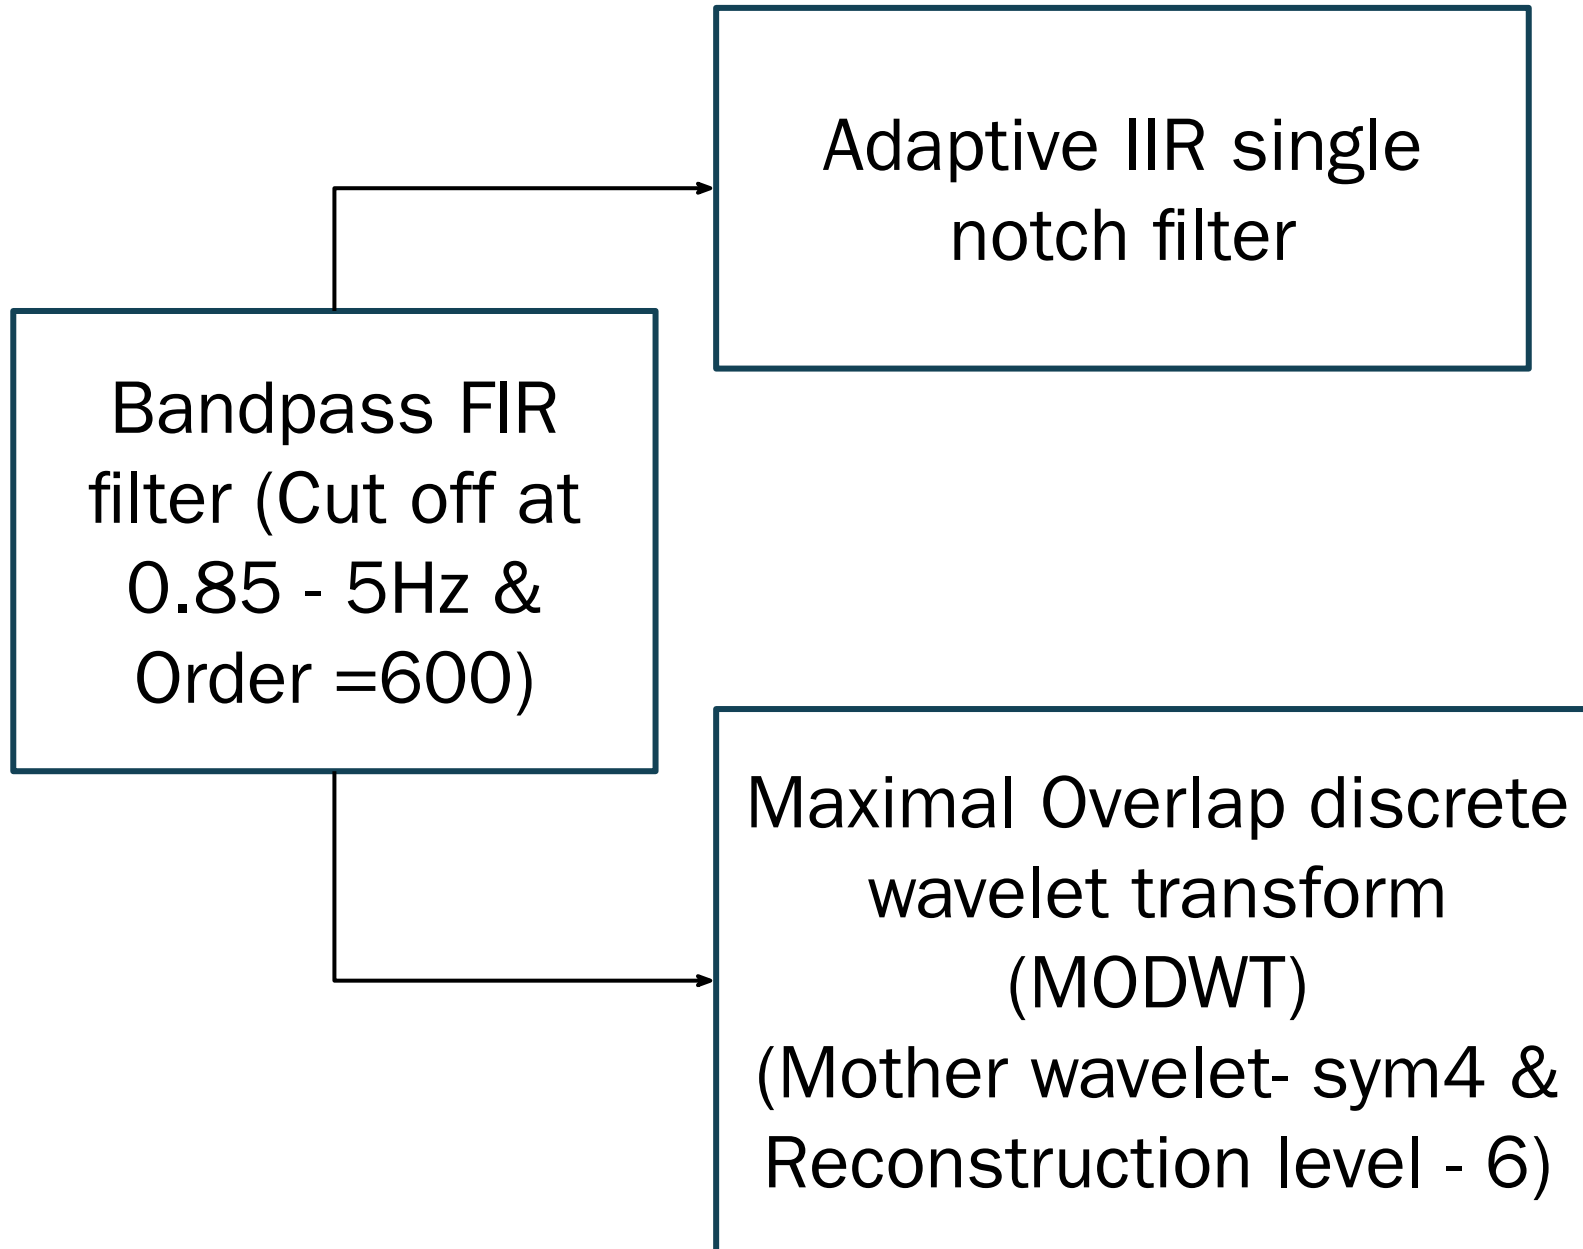 Adaptive IIR single
notch filter
Bandpass FIR
filter (Cut off at
0.85 - 5Hz &
Order =600)
Maximal Overlap discrete
wavelet transform
(MODWT)
(Mother wavelet- sym4 &
Reconstruction level - 6)